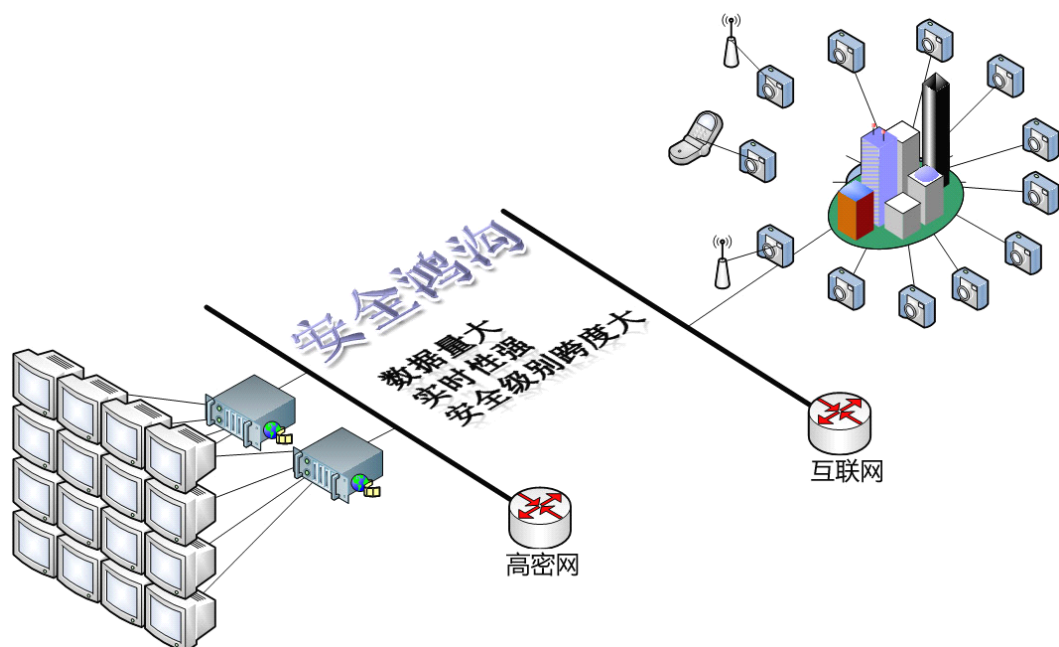 安全鸿沟
数据量大
实时性强
安全级别跨度大
互联网
高密网